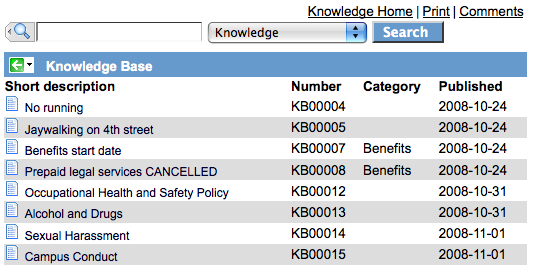 Knowledge Home | Print | Comments
Knowledge Search
Knowledge Base
Short description Number Category Published
No running KB00004 2008-10-24
Jaywalking on 4th street KB00005 2008-10-24
Benefits start date KB00007 Benefits 2008-10-24
Prepaid legal services CANCELLED KB00008 Benefits 2008-10-24
Occupational Health and Safety Policy KB00012 2008-10-31
Alcohol and Drugs KB00013 2008-10-31
Sexual Harassment KB00014 2008-11-01
Campus Conduct KB00015 2008-11-01